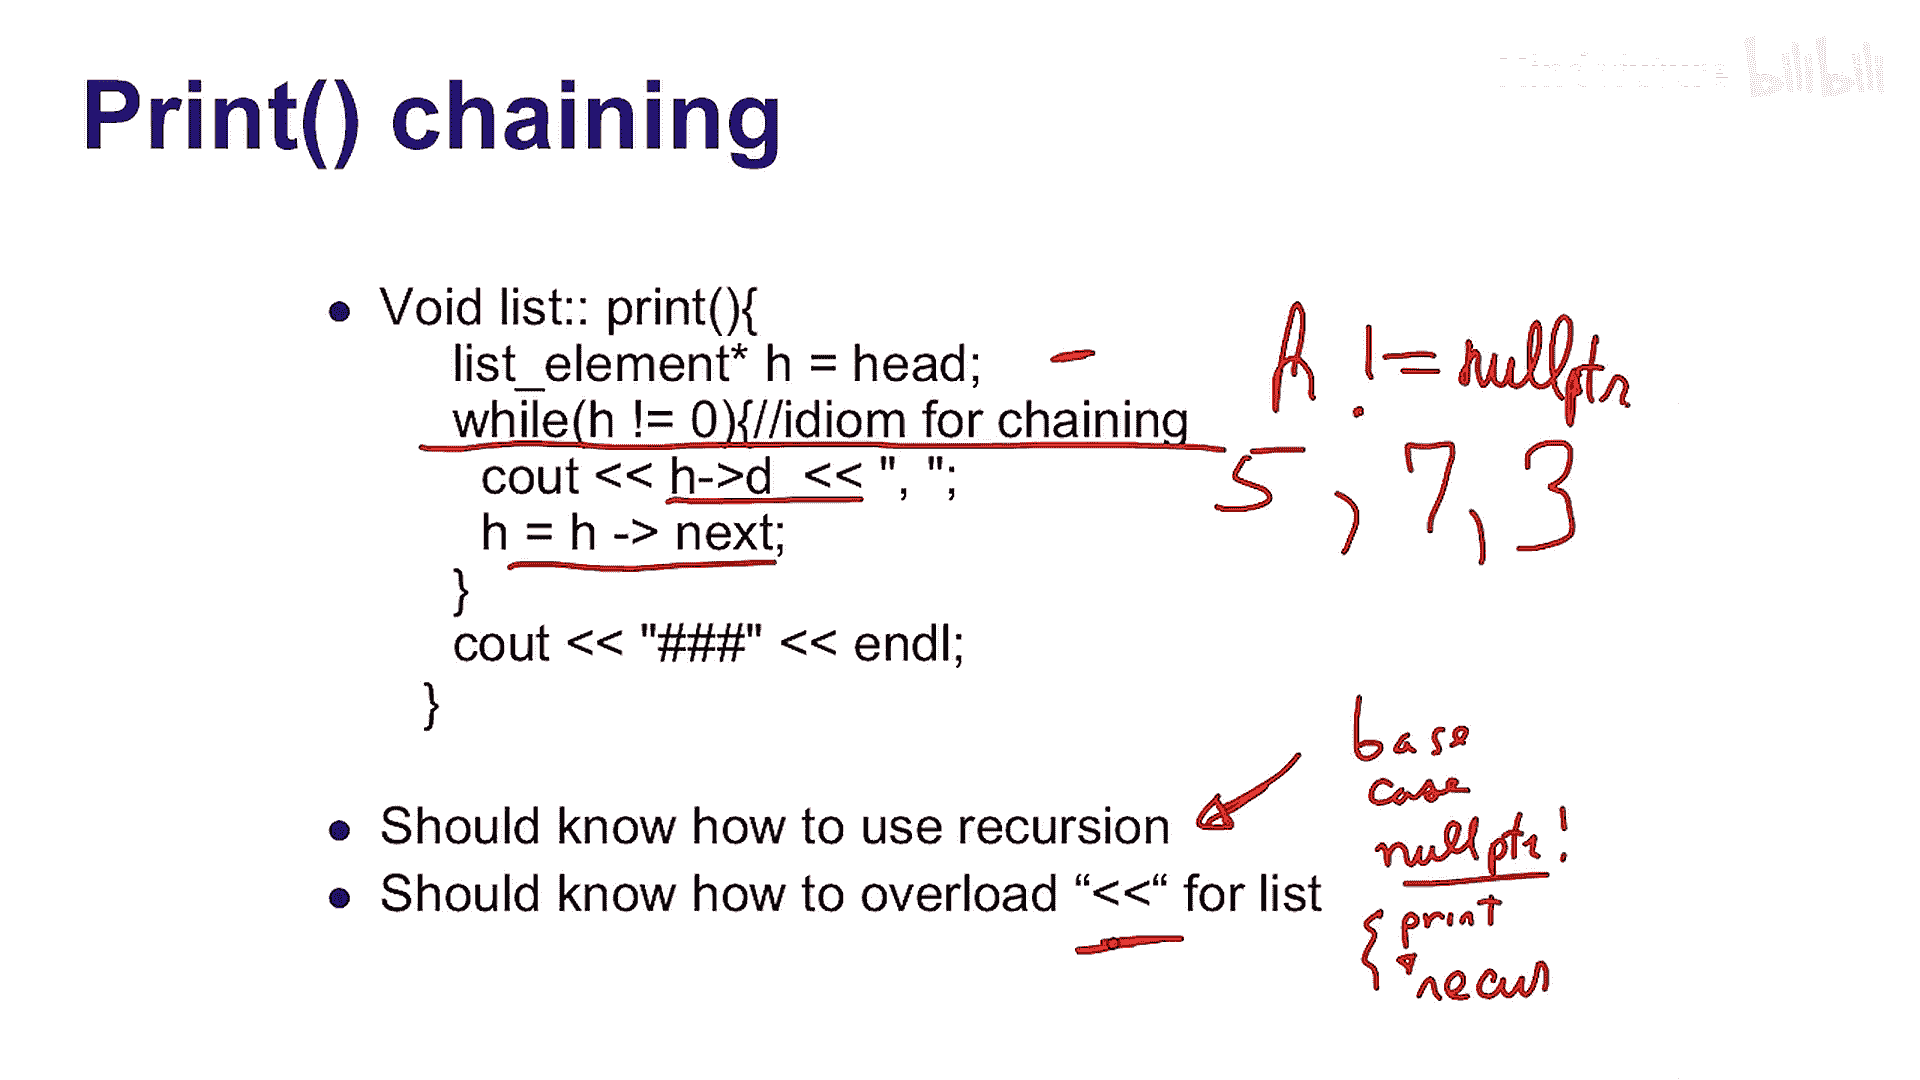 bilibili
Print() chaining
Void list:: print(){
list_element* h = head;
while(h != 0){//idiom for chaining
cout << h->d << ", ";
h = h -> next;
}
cout << "###" << endl;
}
h != nullptr
5, 7, 3
Should know how to use recursion
Should know how to overload “<<“ for list
base
case
nullptr!
{ print
recur